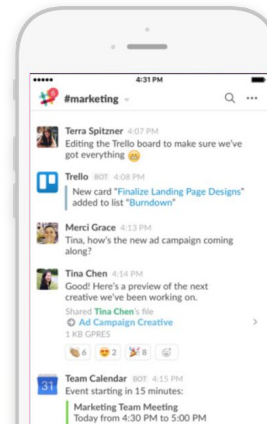 4:31 PM
6
#marketing
Terra Spitzner 4:07 PM
Editing the Trello board to make sure we've
got everything
Trello BOT 4:08 PM
New card "Finalize Landing Page Designs"
added to list "Burndown"
Merci Grace 4:13 PM
Tina, how's the new ad campaign coming
along?
Tina Chen 4:14 PM
Good! Here's a preview of the next
creative we've been working on.
Shared Tina Chen's file
Ad Campaign Creative
1 KB GPRES
6 2 8
Team Calendar BOT 4:15 PM
31
Event starting in 15 minutes:
Marketing Team Meeting
Today from 4:30 PM to 5:00 PM